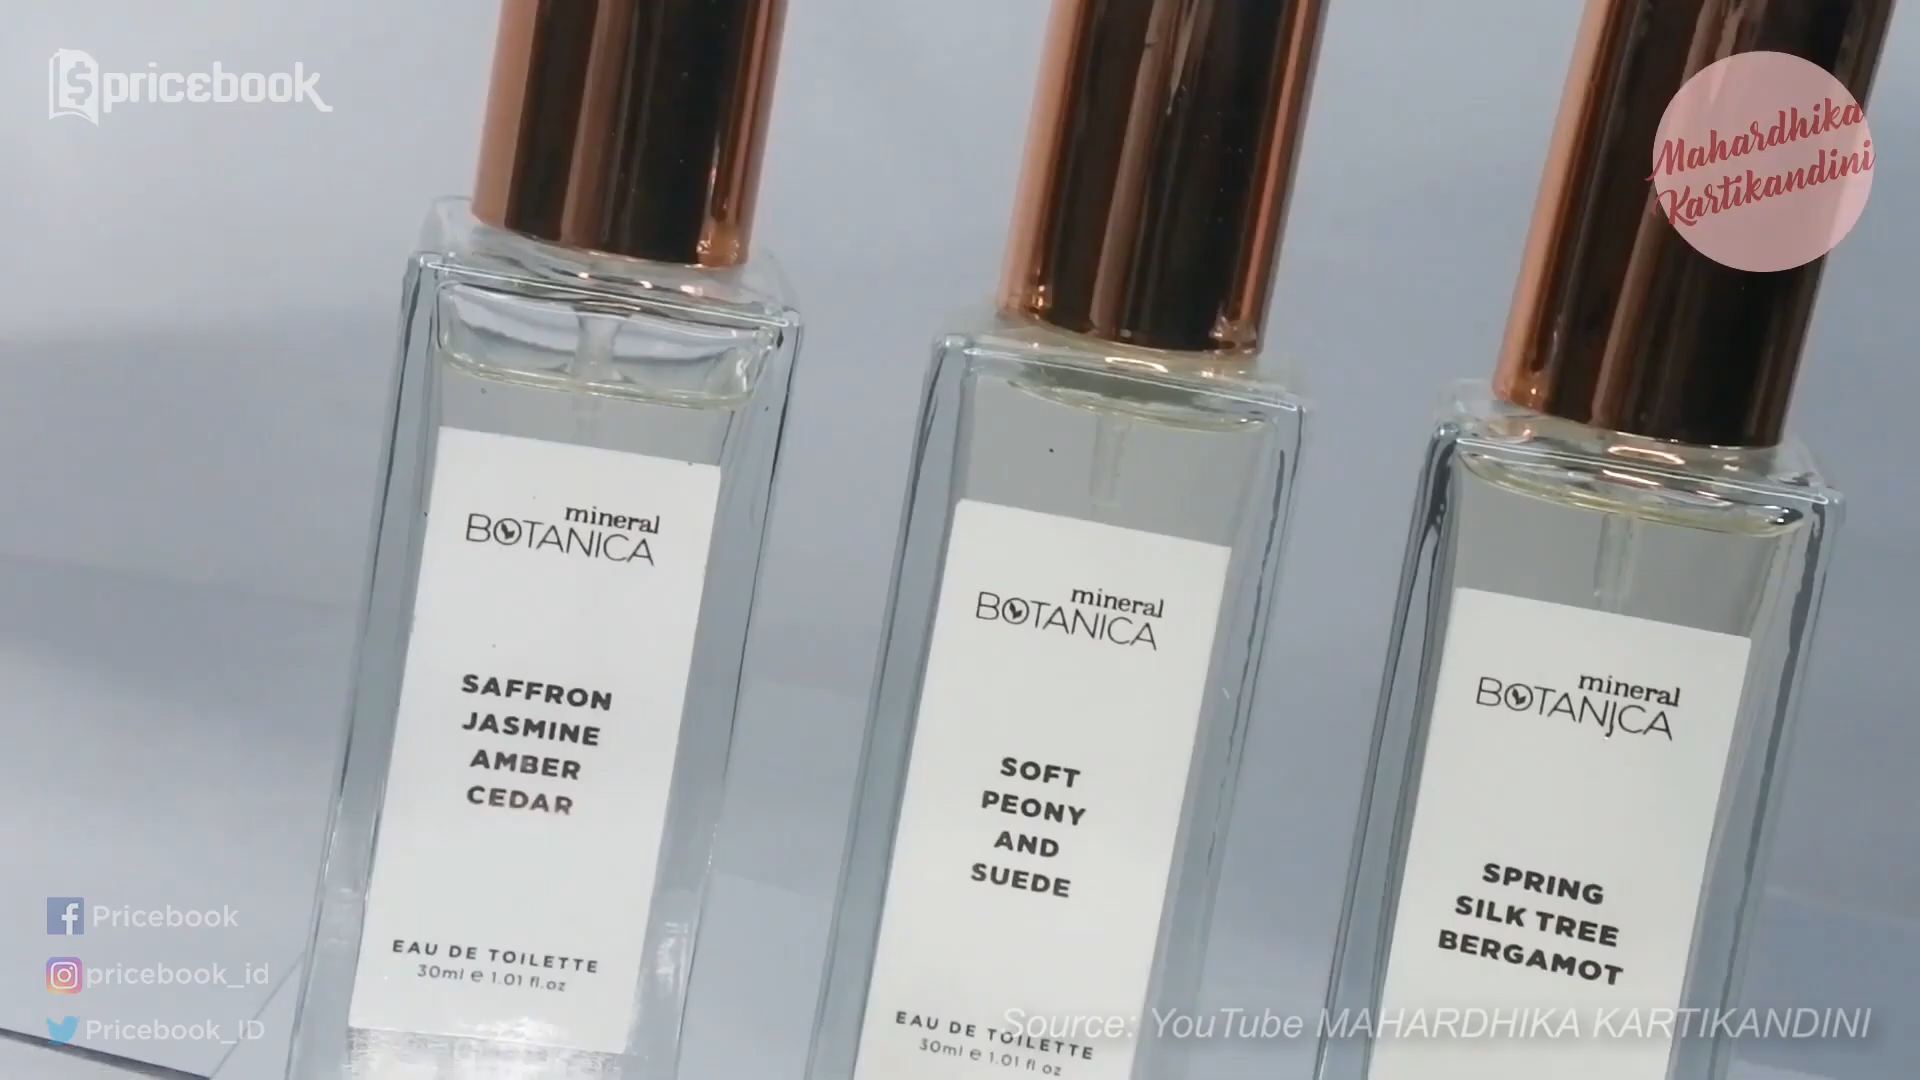 pricebook
Mahardhika
Kartikandini
mineral
BOTANICA
SAFFRON
JASMINE
AMBER
CEDAR
EAU DE TOILETTE
30ml e 1.01 fl.oz
mineral
BOTANICA
SOFT
PEONY
AND
SUEDE
EAU DE TOILETTE
30ml e 1.01 fl oz
mineral
BOTANICA
SPRING
SILK TREE
BERGAMOT
Pricebook
pricebook_id
Pricebook_ID
Source: YouTube MAHARDHIKA KARTIKANDINI